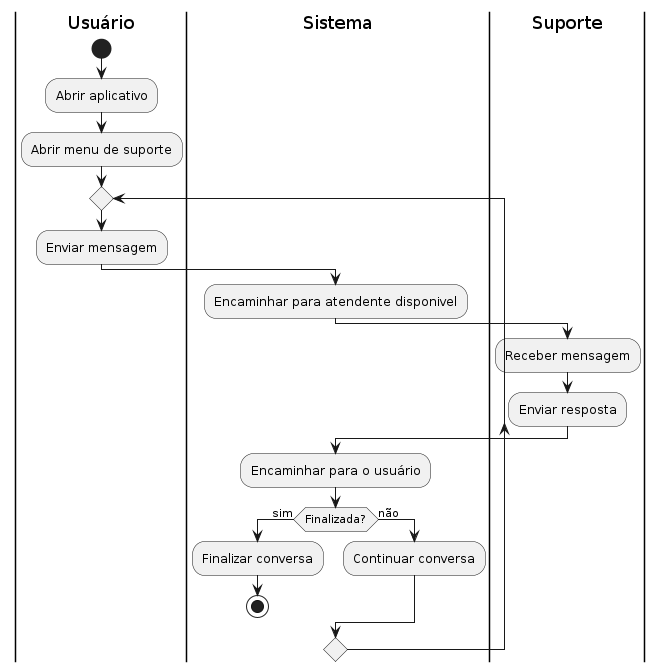 Usuário
Sistema
Suporte
Abrir aplicativo
Abrir menu de suporte
Enviar mensagem
Encaminhar para atendente disponivel
Receber mensagem
Enviar resposta
Encaminhar para o usuário
sim
Finalizada?
não
Finalizar conversa
Continuar conversa